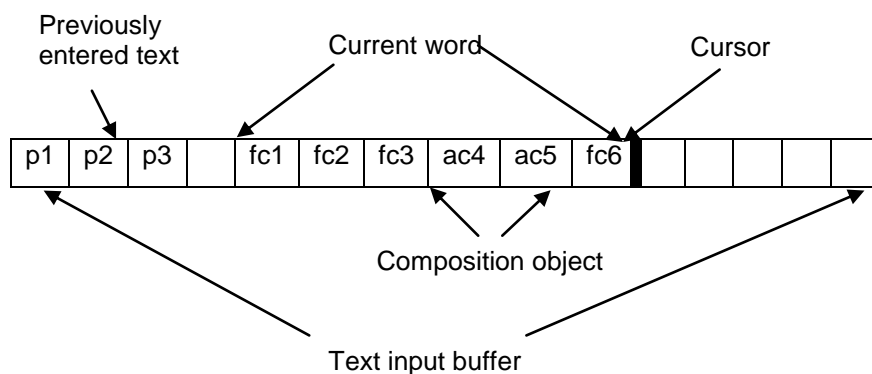 Previously
entered text
Current word
Cursor
p1 p2 p3 fc1 fc2 fc3 ac4 ac5 fc6
Composition object
Text input buffer